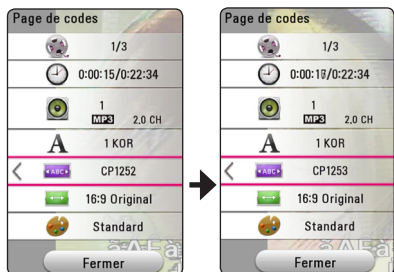 Page de codes
1/3
0:00:15/0:22:34
1
MP3 2.0 CH
A 1 KOR
ABC CP1252
16:9 Original
Standard
Fermer
Page de codes
1/3
1
MP3 2.0 CH
A 1 KOR
ABC CP1253
16:9 Original
Standard
Fermer